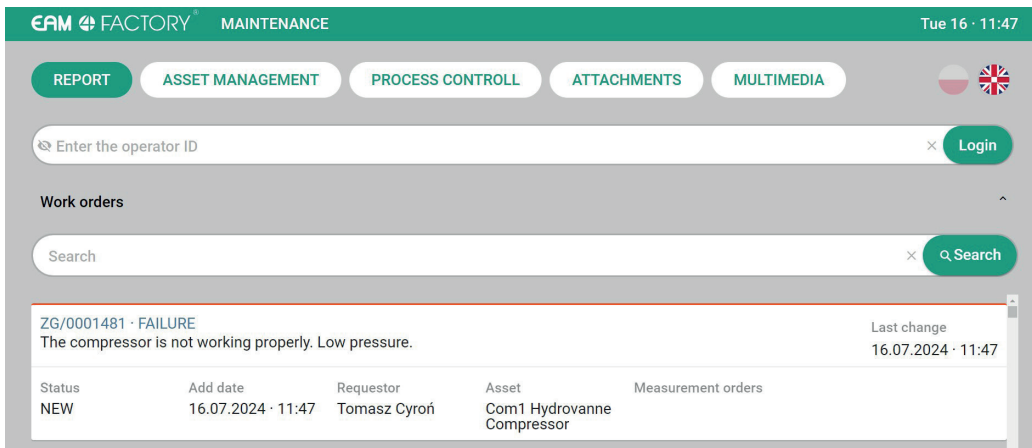 EAM FACTORY® MAINTENANCE Tue 16 · 11:47
REPORT ASSET MANAGEMENT PROCESS CONTROLL ATTACHMENTS MULTIMEDIA
Enter the operator ID × Login
Work orders
Search × Search
ZG/0001481 · FAILURE
The compressor is not working properly. Low pressure.
Last change
16.07.2024 · 11:47
Status Add date Requestor Asset Measurement orders
NEW 16.07.2024 · 11:47 Tomasz Cyroń Com1 Hydrovanne
Compressor